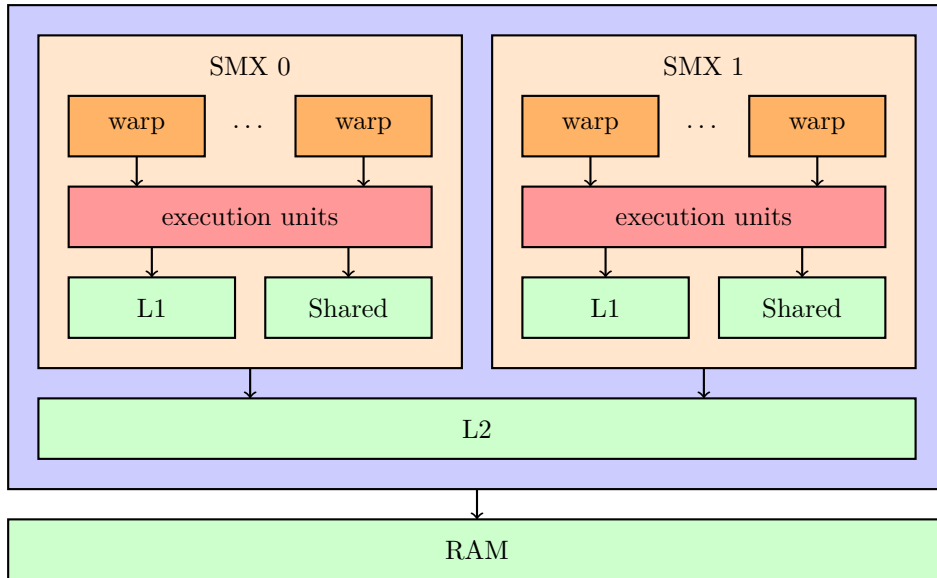 SMX 0
SMX 1
warp ... warp
warp ... warp
execution units
execution units
L1
Shared
L1
Shared
L2
RAM